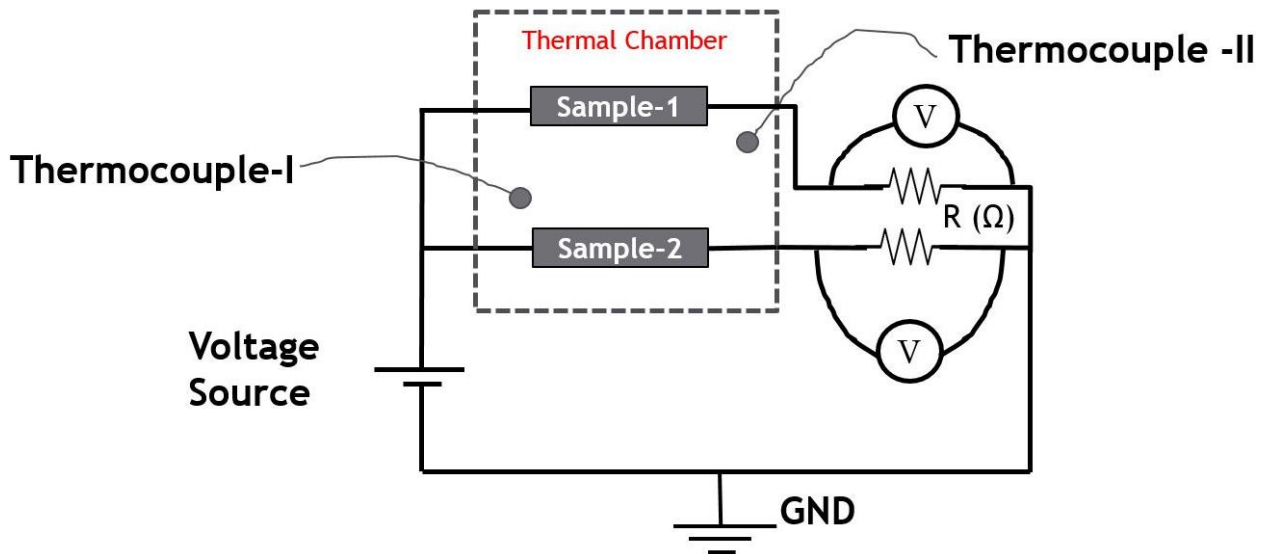 Thermal Chamber
Thermocouple -II
Sample-1
V
Thermocouple-I
R (Ω)
Sample-2
V
Voltage
Source
GND